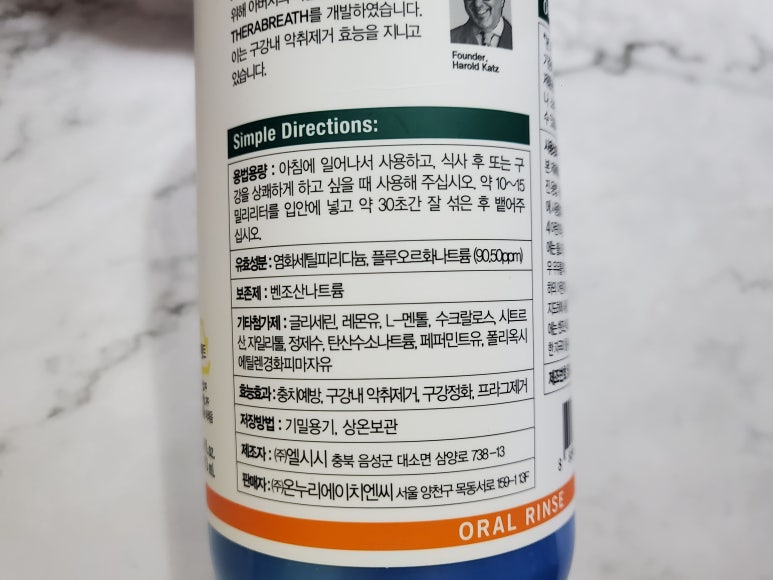 위해 아버지의
THERABREATH를 개발하였습니다.
이는 구강내 악취제거 효능을 지니고
있습니다.
Founder,
Harold Katz
Simple Directions:
용법용량 : 아침에 일어나서 사용하고, 식사 후 또는 구
강을 상쾌하게 하고 싶을 때 사용해 주십시오. 약 10~15
밀리리터를 입안에 넣고 약 30초간 잘 섞은 후 뱉어주
십시오.
유효성분 : 염화세틸피리디늄, 플루오르화나트륨 (90.50ppm)
보존제 : 벤조산나트륨
기타첨가제 : 글리세린, 레몬유, L-멘톨, 수크랄로스, 시트르
산, 자일리톨, 정제수, 탄산수소나트륨, 페퍼민트유, 폴리옥시
에틸렌경화피마자유
효능효과 : 충치예방, 구강내 악취제거, 구강정화, 프라그제거
저장방법 : 기밀용기, 상온보관
제조자 : ㈜엘시시 충북 음성군 대소면 삼양로 738-13
판매자 : ㈜온누리에이치엔씨 서울 양천구 목동서로 159-1 13F
ORAL RINSE